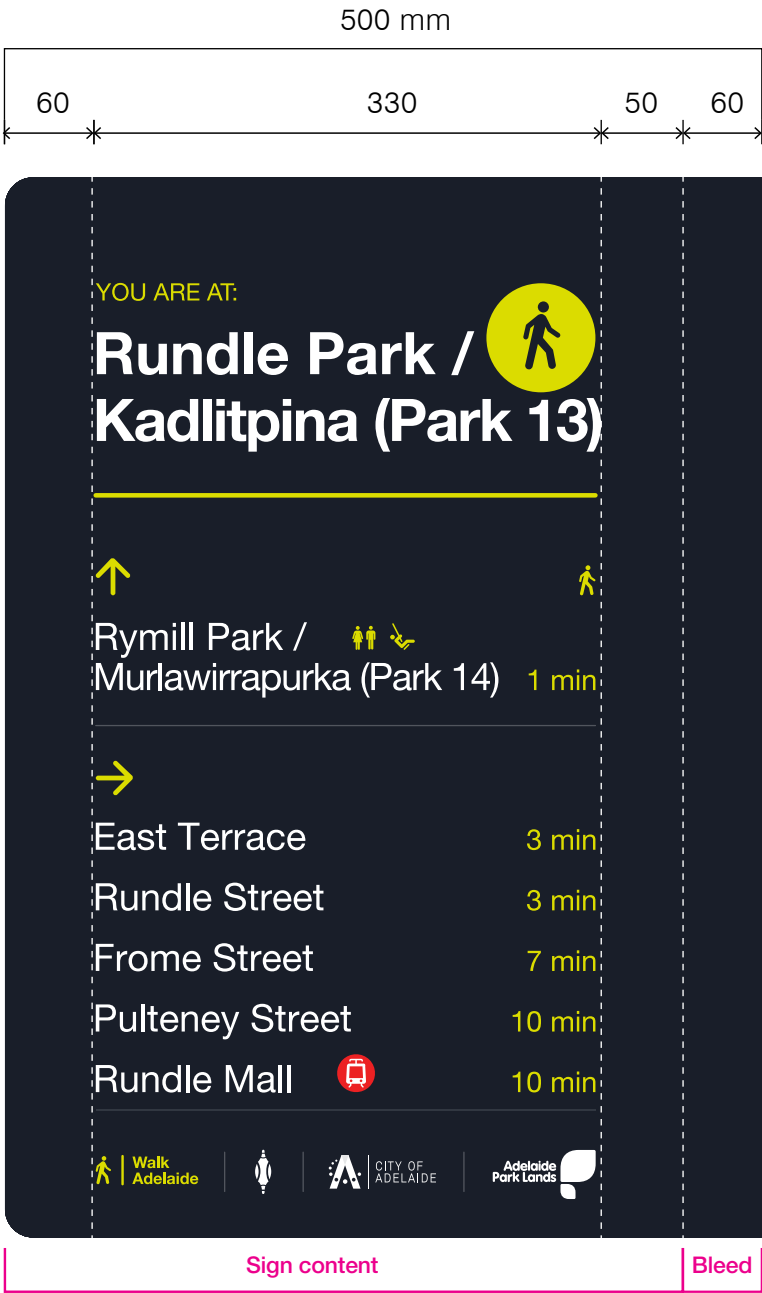 500 mm
60 330 50 60
YOU ARE AT:
Rundle Park /
Kadlitpina (Park 13)
Rymill Park /
Murlawirrapurka (Park 14) 1 min
East Terrace 3 min
Rundle Street 3 min
Frome Street 7 min
Pulteney Street 10 min
Rundle Mall 10 min
Walk
Adelaide
CITY OF
ADELAIDE
Adelaide
Park Lands
Sign content Bleed